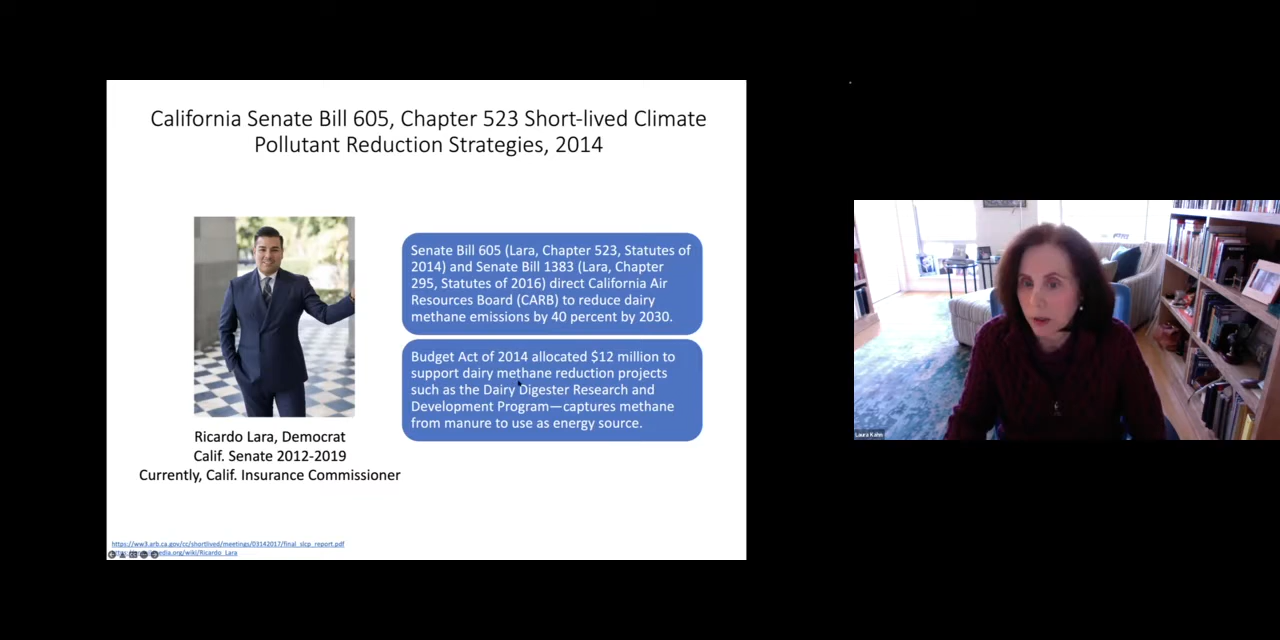 California Senate Bill 605, Chapter 523 Short-lived Climate
Pollutant Reduction Strategies, 2014
Senate Bill 605 (Lara, Chapter 523, Statutes of
2014) and Senate Bill 1383 (Lara, Chapter
295, Statutes of 2016) direct California Air
Resources Board (CARB) to reduce dairy
methane emissions by 40 percent by 2030.
Budget Act of 2014 allocated $12 million to
support dairy methane reduction projects
such as the Dairy Digester Research and
Development Program—captures methane
from manure to use as energy source.
Ricardo Lara, Democrat
Calif. Senate 2012-2019
Currently, Calif. Insurance Commissioner
https://ww3.arb.ca.gov/cc/shortlived/meetings/03142017/final_slcp_report.pdf
Laura Kahn